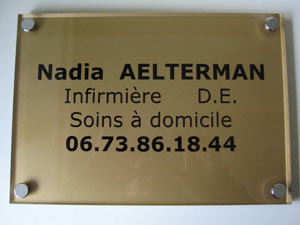 Nadia AELTERMAN
Infirmière D.E.
Soins à domicile
06.73.86.18.44